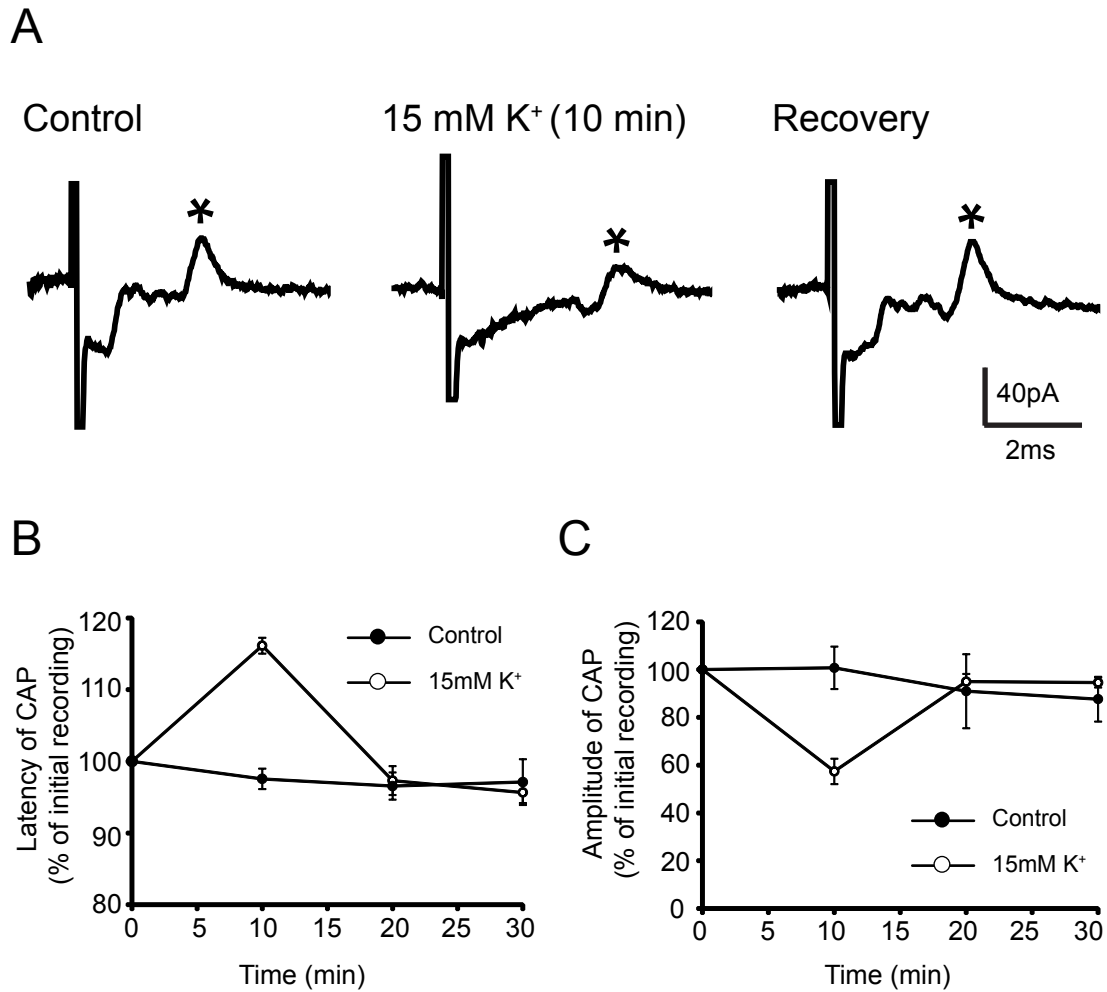 A
Control
15 mM K⁺ (10 min)
Recovery
*
*
*
40pA
2ms
B
C
Latency of CAP
(% of initial recording)
120
110
100
90
80
0 5 10 15 20 25 30
Time (min)
Control
15mM K⁺
Amplitude of CAP
(% of initial recording)
120
100
80
60
40
20
0
0 5 10 15 20 25 30
Time (min)
Control
15mM K⁺